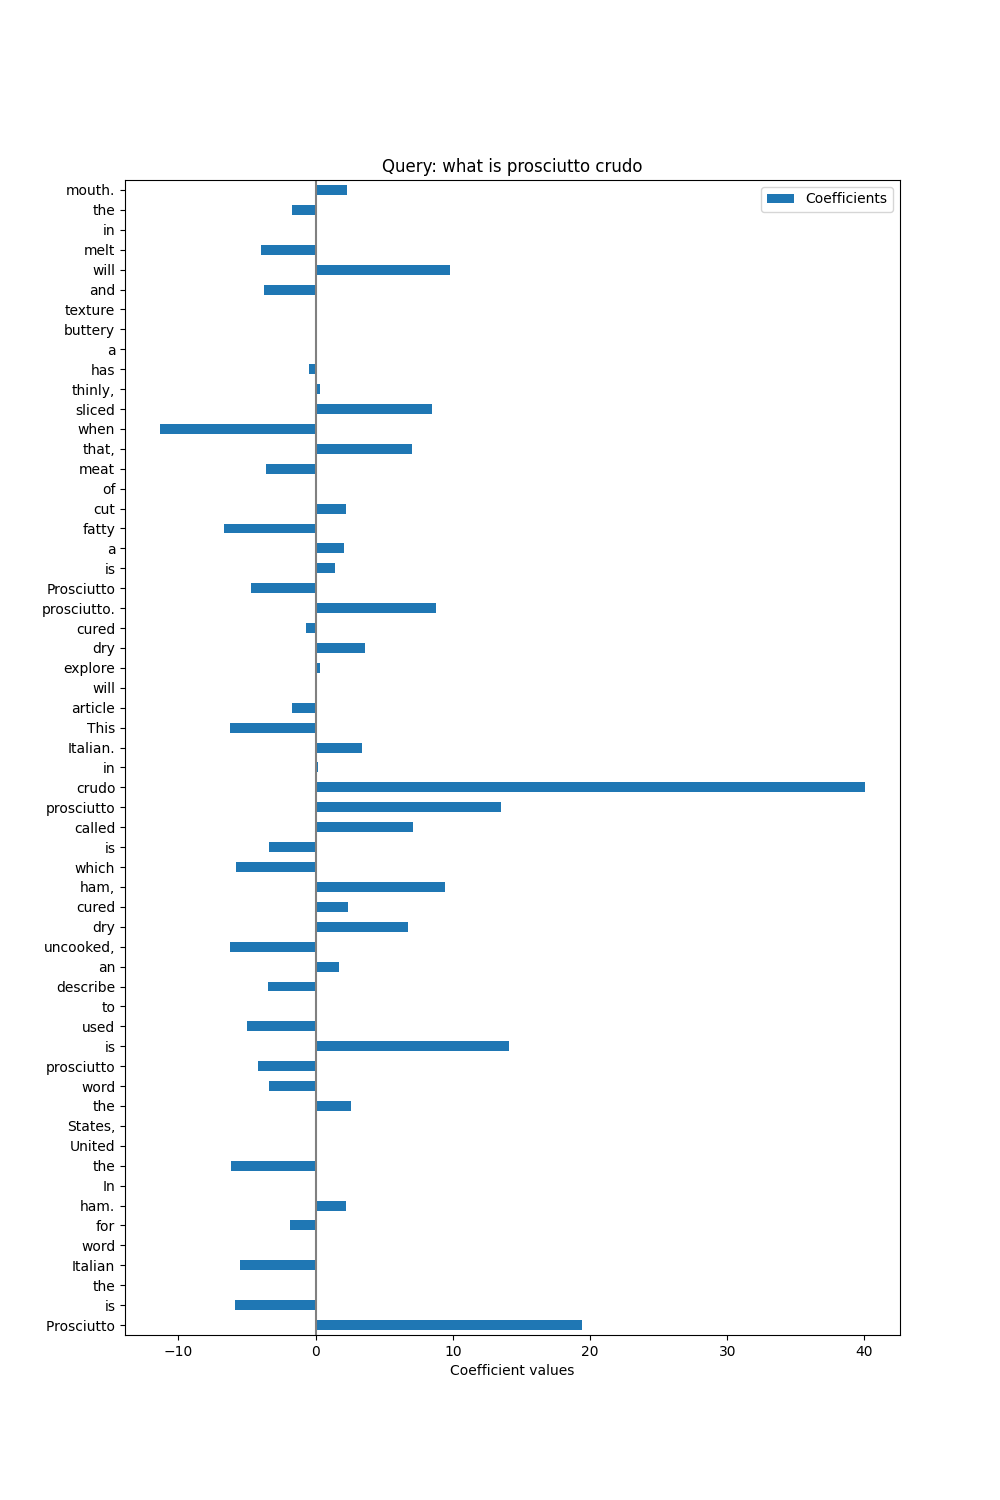 Query: what is prosciutto crudo
Coefficients
mouth.
the
in
melt
will
and
texture
buttery
a
has
thinly,
sliced
when
that,
meat
of
cut
fatty
a
is
Prosciutto
prosciutto.
cured
dry
explore
will
article
This
Italian.
in
crudo
prosciutto
called
is
which
ham,
cured
dry
uncooked,
an
describe
to
used
is
prosciutto
word
the
States,
United
the
In
ham.
for
word
Italian
the
is
Prosciutto
−10 0 10 20 30 40
Coefficient values